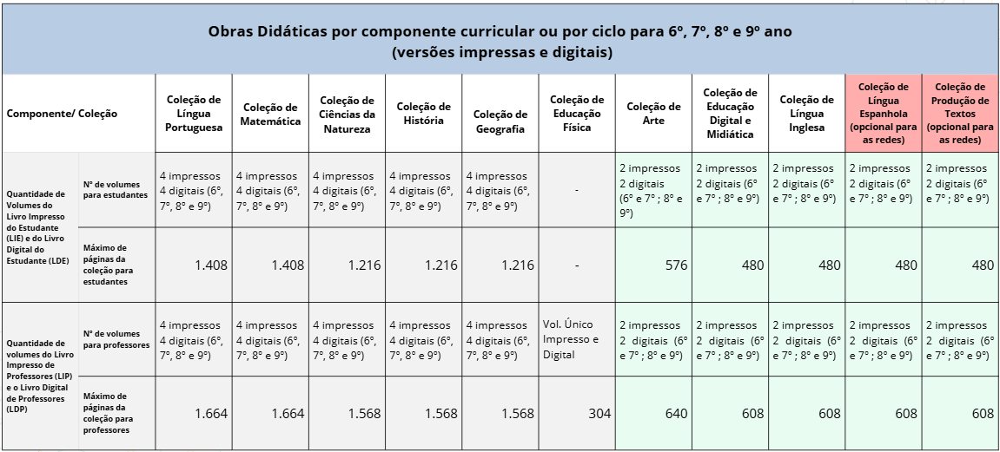 Obras Didáticas por componente curricular ou por ciclo para 6º, 7º, 8º e 9º ano
(versões impressas e digitais)
Componente/ Coleção
Coleção de
Língua
Portuguesa
Coleção de
Matemática
Coleção de
Ciências da
Natureza
Coleção de
História
Coleção de
Geografia
Coleção de
Educação
Física
Coleção de
Arte
Coleção de
Educação
Digital e
Midiática
Coleção de
Língua
Inglesa
Coleção de
Língua
Espanhola
(opcional para
as redes)
Coleção de
Produção de
Textos
(opcional para
as redes)
Quantidade de
Volumes do
Livro Impresso
do Estudante
(LIE) e do Livro
Digital do
Estudante (LDE)
Nº de volumes
para estudantes
4 impressos
4 digitais (6º,
7º, 8º e 9º)
4 impressos
4 digitais (6º,
7º, 8º e 9º)
4 impressos
4 digitais (6º,
7º, 8º e 9º)
4 impressos
4 digitais (6º,
7º, 8º e 9º)
4 impressos
4 digitais (6º,
7º, 8º e 9º)
-
2 impressos
2 digitais
(6º e 7º ; 8º e
9º)
2 impressos
2 digitais (6º
e 7º ; 8º e 9º)
2 impressos
2 digitais (6º
e 7º ; 8º e 9º)
2 impressos
2 digitais (6º
e 7º ; 8º e 9º)
2 impressos
2 digitais (6º
e 7º ; 8º e 9º)
Máximo de
páginas da
coleção para
estudantes
1.408
1.408
1.216
1.216
1.216
-
576
480
480
480
480
Quantidade de
volumes do Livro
Impresso de
Professores (LIP)
e o Livro Digital
de Professores
(LDP)
Nº de volumes
para professores
4 impressos
4 digitais (6º,
7º, 8º e 9º)
4 impressos
4 digitais (6º,
7º, 8º e 9º)
4 impressos
4 digitais (6º,
7º, 8º e 9º)
4 impressos
4 digitais (6º,
7º, 8º e 9º)
4 impressos
4 digitais (6º,
7º, 8º e 9º)
Vol. Único
Impresso e
Digital
2 impressos
2 digitais (6º
e 7º ; 8º e 9º)
2 impressos
2 digitais (6º
e 7º ; 8º e 9º)
2 impressos
2 digitais (6º
e 7º ; 8º e 9º)
2 impressos
2 digitais (6º
e 7º ; 8º e 9º)
2 impressos
2 digitais (6º
e 7º ; 8º e 9º)
Máximo de
páginas da
coleção para
professores
1.664
1.664
1.568
1.568
1.568
304
640
608
608
608
608